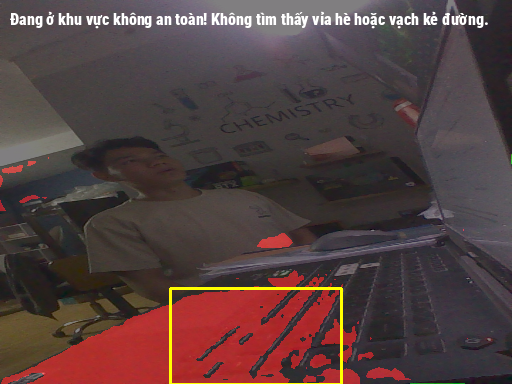 Đang ở khu vực không an toàn! Không tìm thấy vỉa hè hoặc vạch kẻ đường.
CHEMISTRY